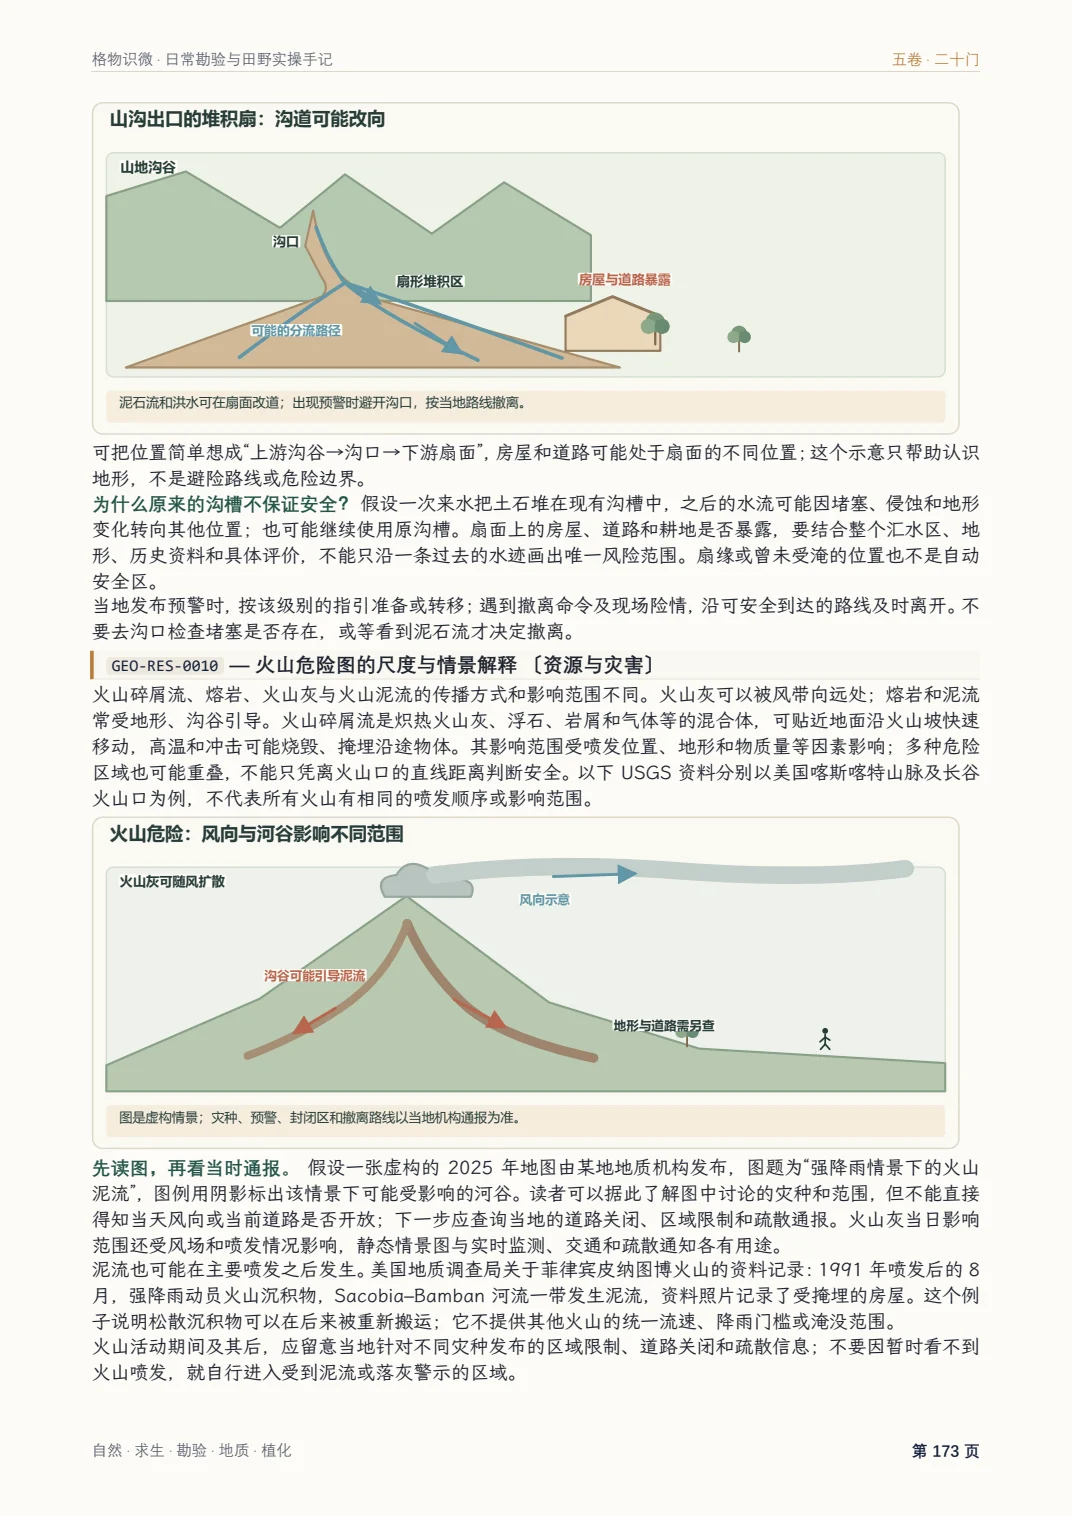 格物识微 · 日常勘验与田野实操手记
五卷 · 二十门
山沟出口的堆积扇：沟道可能改向
山地沟谷
沟口
扇形堆积区
房屋与道路暴露
可能的分流路径
泥石流和洪水可在扇面改道；出现预警时避开沟口，按当地路线撤离。
可把位置简单想成“上游沟谷→沟口→下游扇面”, 房屋和道路可能处于扇面的不同位置；这个示意只帮助认识
地形，不是避险路线或危险边界。
为什么原来的沟槽不保证安全？ 假设一次来水把土石堆在现有沟槽中，之后的水流可能因堵塞、侵蚀和地形
变化转向其他位置；也可能继续使用原沟槽。扇面上的房屋、道路和耕地是否暴露，要结合整个汇水区、地
形、历史资料和具体评价，不能只沿一条过去的水迹画出唯一风险范围。扇缘或曾未受淹的位置也不是自动
安全区。
当地发布预警时, 按该级别的指引准备或转移；遇到撤离命令及现场险情, 沿可安全到达的路线及时离开。不
要去沟口检查堵塞是否存在，或等看到泥石流才决定撤离。
GEO-RES-0010 — 火山危险图的尺度与情景解释 〔资源与灾害〕
火山碎屑流、熔岩、火山灰与火山泥流的传播方式和影响范围不同。火山灰可以被风带向远处；熔岩和泥流
常受地形、沟谷引导。火山碎屑流是炽热火山灰、浮石、岩屑和气体等的混合体，可贴近地面沿火山坡快速
移动，高温和冲击可能烧毁、掩埋沿途物体。其影响范围受喷发位置、地形和物质量等因素影响；多种危险
区域也可能重叠, 不能只凭离火山口的直线距离判断安全。以下 USGS 资料分别以美国喀斯喀特山脉及长谷
火山口为例，不代表所有火山有相同的喷发顺序或影响范围。
火山危险：风向与河谷影响不同范围
火山灰可随风扩散
风向示意
沟谷可能引导泥流
地形与道路需另查
图是虚构情景；灾种、预警、封闭区和撤离路线以当地机构通报为准。
先读图，再看当时通报。 假设一张虚构的 2025 年地图由某地地质机构发布，图题为“强降雨情景下的火山
泥流”，图例用阴影标出该情景下可能受影响的河谷。读者可以据此了解图中讨论的灾种和范围，但不能直接
得知当天风向或当前道路是否开放；下一步应查询当地的道路关闭、区域限制和疏散通报。火山灰当日影响
范围还受风场和喷发情况影响，静态情景图与实时监测、交通和疏散通知各有用途。
泥流也可能在主要喷发之后发生。美国地质调查局关于菲律宾皮纳图博火山的资料记录：1991 年喷发后的 8
月，强降雨动员火山沉积物，Sacobia–Bamban 河流一带发生泥流，资料照片记录了受掩埋的房屋。这个例
子说明松散沉积物可以在后来被重新搬运；它不提供其他火山的统一流速、降雨门槛或淹没范围。
火山活动期间及其后，应留意当地针对不同灾种发布的区域限制、道路关闭和疏散信息；不要因暂时看不到
火山喷发，就自行进入受到泥流或落灰警示的区域。
自然 · 求生 · 勘验 · 地质 · 植化
第 173 页